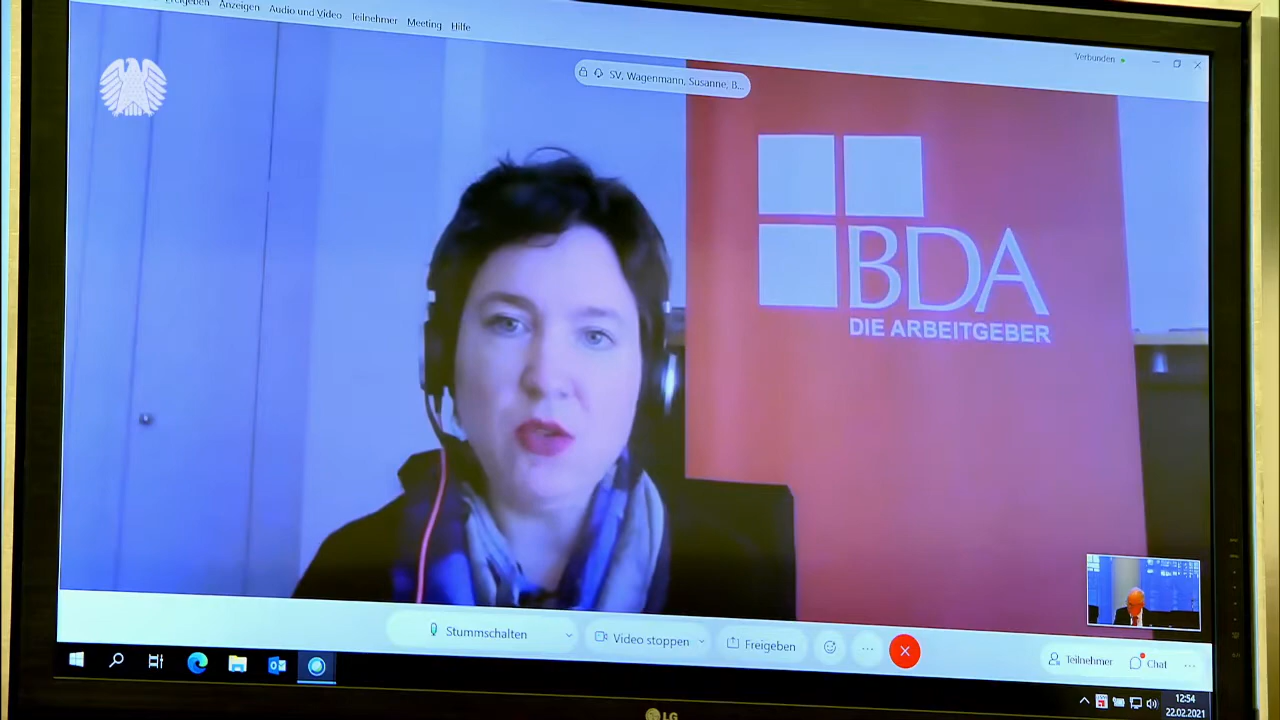 Freigeben Anzeigen Audio und Video Teilnehmer Meeting Hilfe
Verbunden
SV, Wagenmann, Susanne, B...
BDA
DIE ARBEITGEBER
Stummschalten
Video stoppen
Freigeben
Teilnehmer
Chat
12:54
22.02.2021
LG